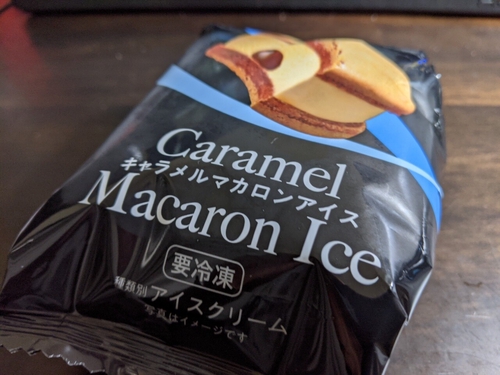 Caramel
キャラメルマカロンアイス
Macaron Ice
要冷凍
種類別 アイスクリーム
写真はイメージです